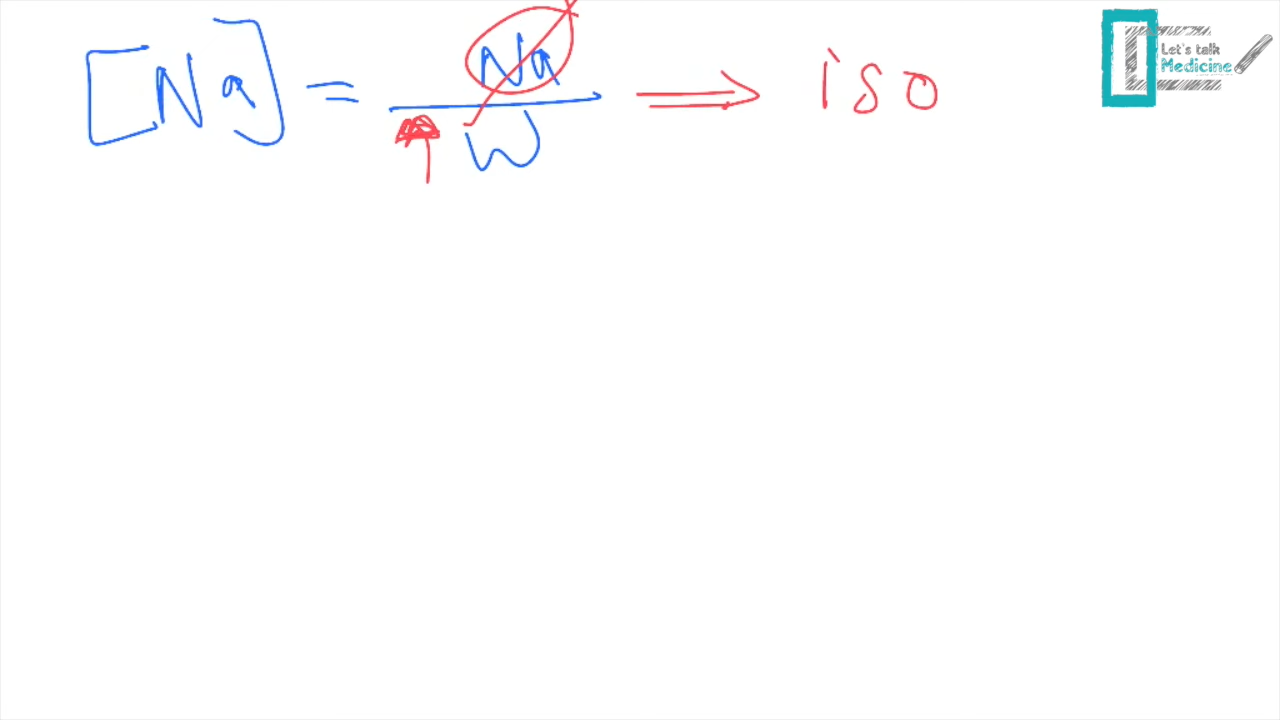 [Na] = Na / W ⟹ iso
↑
Let's talk
Medicine